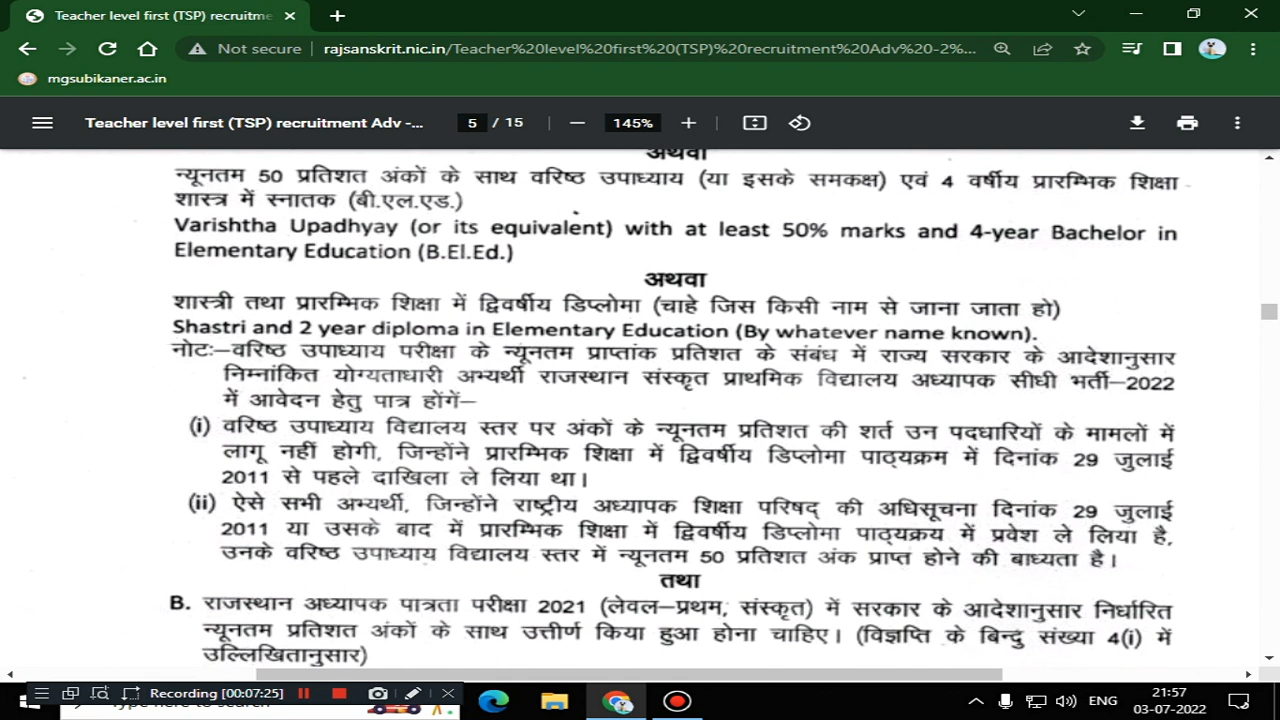 Teacher level first (TSP) recruitme
Not secure
rajsanskrit.nic.in/Teacher%20level%20first%20(TSP)%20recruitment%20Adv%20-2%...
mgsubikaner.ac.in
Teacher level first (TSP) recruitment Adv -...
5 / 15
145%
अथवा
न्यूनतम 50 प्रतिशत अंकों के साथ वरिष्ठ उपाध्याय (या इसके समकक्ष) एवं 4 वर्षीय प्रारम्भिक शिक्षा
शास्त्र में स्नातक (बी.एल.एड.)
Varishtha Upadhyay (or its equivalent) with at least 50% marks and 4-year Bachelor in
Elementary Education (B.El.Ed.)
अथवा
शास्त्री तथा प्रारम्भिक शिक्षा में द्विवर्षीय डिप्लोमा (चाहे जिस किसी नाम से जाना जाता हो)
Shastri and 2 year diploma in Elementary Education (By whatever name known).
नोटः–वरिष्ठ उपाध्याय परीक्षा के न्यूनतम प्राप्तांक प्रतिशत के संबंध में राज्य सरकार के आदेशानुसार
निम्नांकित योग्यताधारी अभ्यर्थी राजस्थान संस्कृत प्राथमिक विद्यालय अध्यापक सीधी भर्ती–2022
में आवेदन हेतु पात्र होंगें–
(i) वरिष्ठ उपाध्याय विद्यालय स्तर पर अंकों के न्यूनतम प्रतिशत की शर्त उन पदधारियों के मामलों में
लागू नहीं होगी, जिन्होंने प्रारम्भिक शिक्षा में द्विवर्षीय डिप्लोमा पाठ्यक्रम में दिनांक 29 जुलाई
2011 से पहले दाखिला ले लिया था।
(ii) ऐसे सभी अभ्यर्थी, जिन्होंने राष्ट्रीय अध्यापक शिक्षा परिषद् की अधिसूचना दिनांक 29 जुलाई
2011 या उसके बाद में प्रारम्भिक शिक्षा में द्विवर्षीय डिप्लोमा पाठ्यक्रय में प्रवेश ले लिया है,
उनके वरिष्ठ उपाध्याय विद्यालय स्तर में न्यूनतम 50 प्रतिशत अंक प्राप्त होने की बाध्यता है।
तथा
B. राजस्थान अध्यापक पात्रता परीक्षा 2021 (लेवल–प्रथम, संस्कृत) में सरकार के आदेशानुसार निर्धारित
न्यूनतम प्रतिशत अंकों के साथ उत्तीर्ण किया हुआ होना चाहिए। (विज्ञप्ति के बिन्दु संख्या 4(i) में
उल्लिखितानुसार)
Recording [00:07:25]
Type here to search
ENG
21:57
03-07-2022